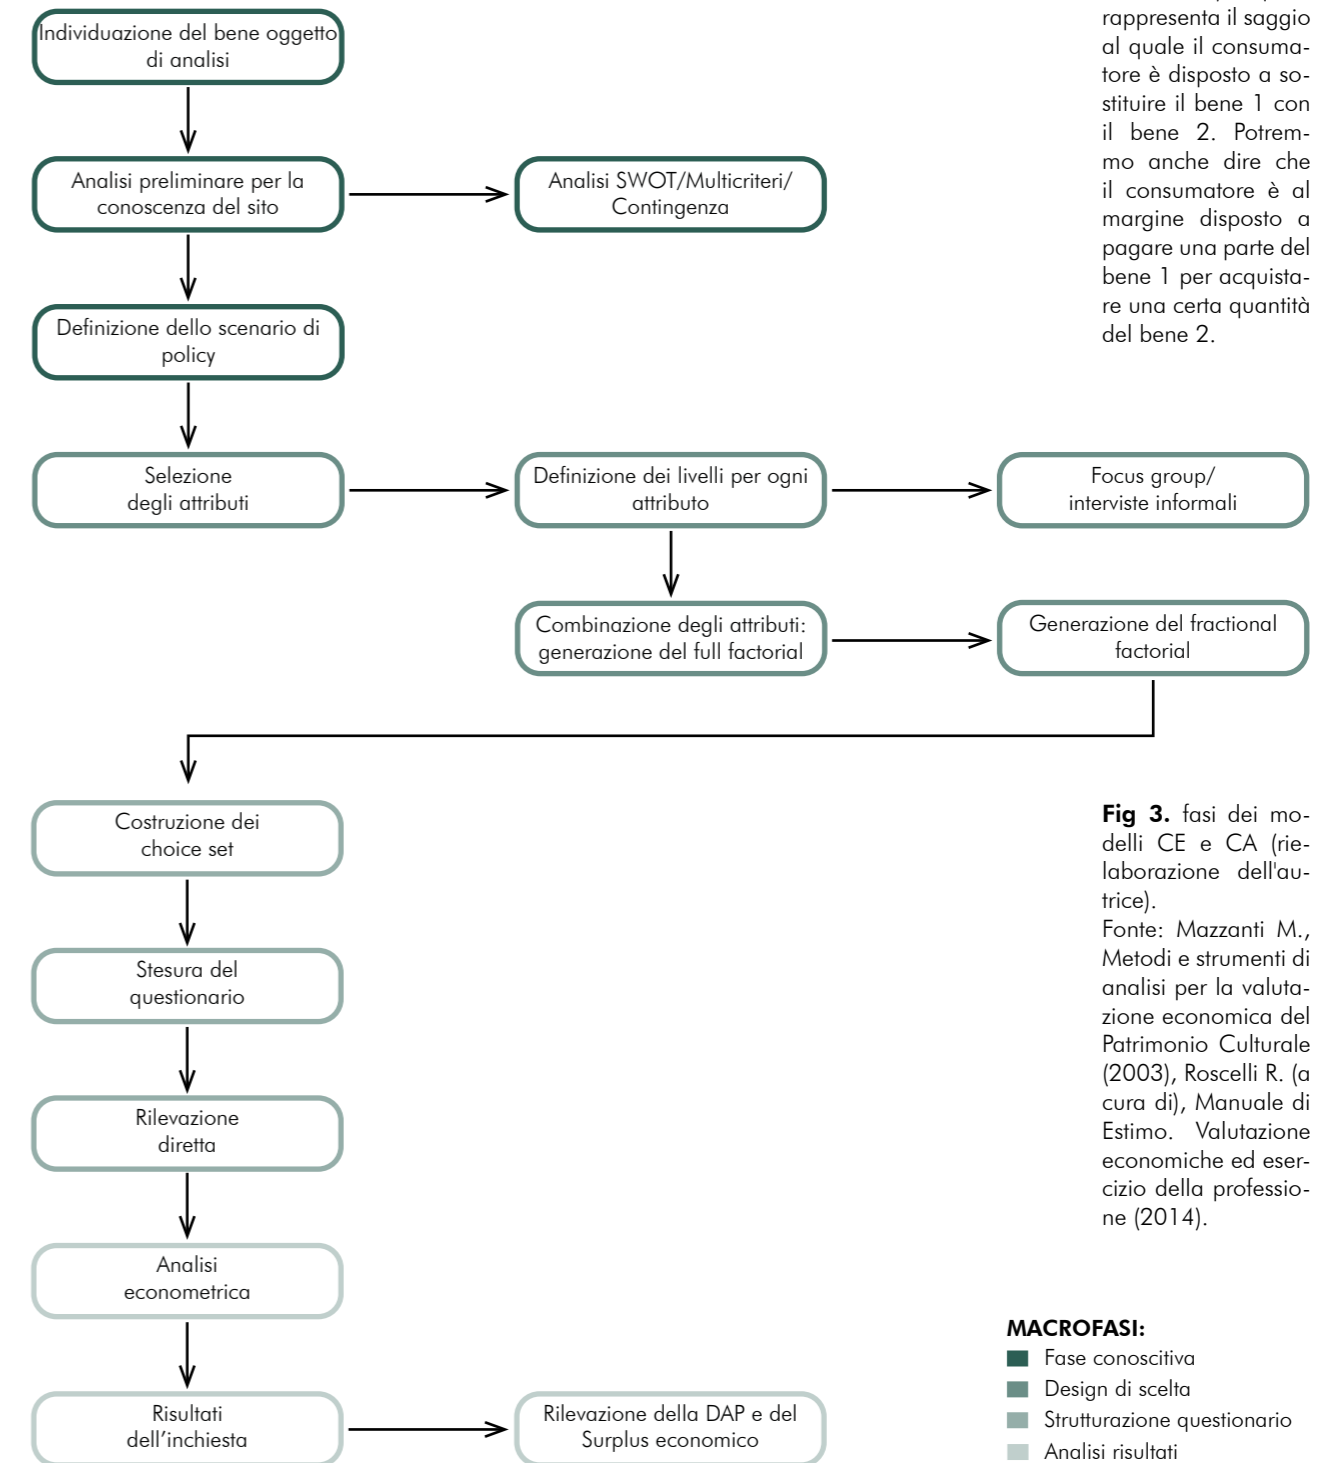 Individuazione del bene oggetto
di analisi
Analisi preliminare per la
conoscenza del sito
Analisi SWOT/Multicriteri/
Contingenza
Definizione dello scenario di
policy
Selezione
degli attributi
Definizione dei livelli per ogni
attributo
Focus group/
interviste informali
Combinazione degli attributi:
generazione del full factorial
Generazione del fractional
factorial
Costruzione dei
choice set
Stesura del
questionario
Rilevazione
diretta
Analisi
econometrica
Risultati
dell'inchiesta
Rilevazione della DAP e del
Surplus economico
rappresenta il saggio
al quale il consuma-
tore è disposto a so-
stituire il bene 1 con
il bene 2. Potrem-
mo anche dire che
il consumatore è al
margine disposto a
pagare una parte del
bene 1 per acquista-
re una certa quantità
del bene 2.
Fig 3. fasi dei mo-
delli CE e CA (rie-
laborazione dell'au-
trice).
Fonte: Mazzanti M.,
Metodi e strumenti di
analisi per la valuta-
zione economica del
Patrimonio Culturale
(2003), Roscelli R. (a
cura di), Manuale di
Estimo. Valutazione
economiche ed eser-
cizio della professio-
ne (2014).
MACROFASI:
Fase conoscitiva
Design di scelta
Strutturazione questionario
Analisi risultati